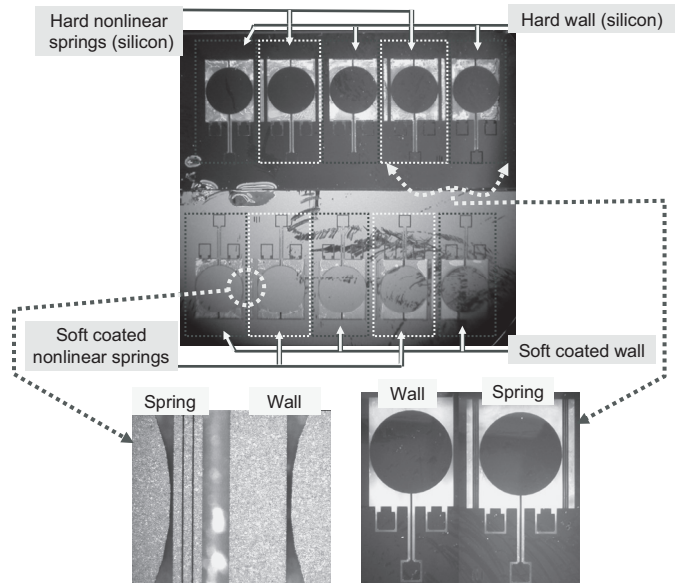 Hard nonlinear
springs (silicon)
Hard wall (silicon)
Soft coated
nonlinear springs
Soft coated wall
Spring
Wall
Wall
Spring